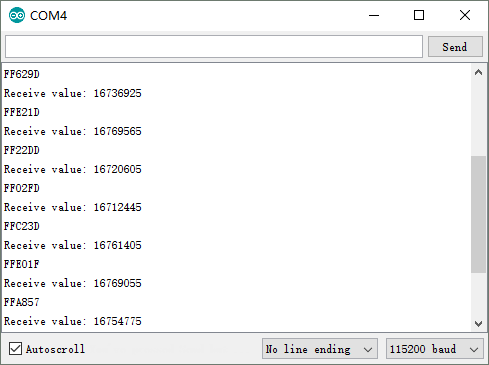 COM4
Send
FF629D
Receive value: 16736925
FFE21D
Receive value: 16769565
FF22DD
Receive value: 16720605
FF02FD
Receive value: 16712445
FFC23D
Receive value: 16761405
FFE01F
Receive value: 16769055
FFA857
Receive value: 16754775
Autoscroll
No line ending
115200 baud